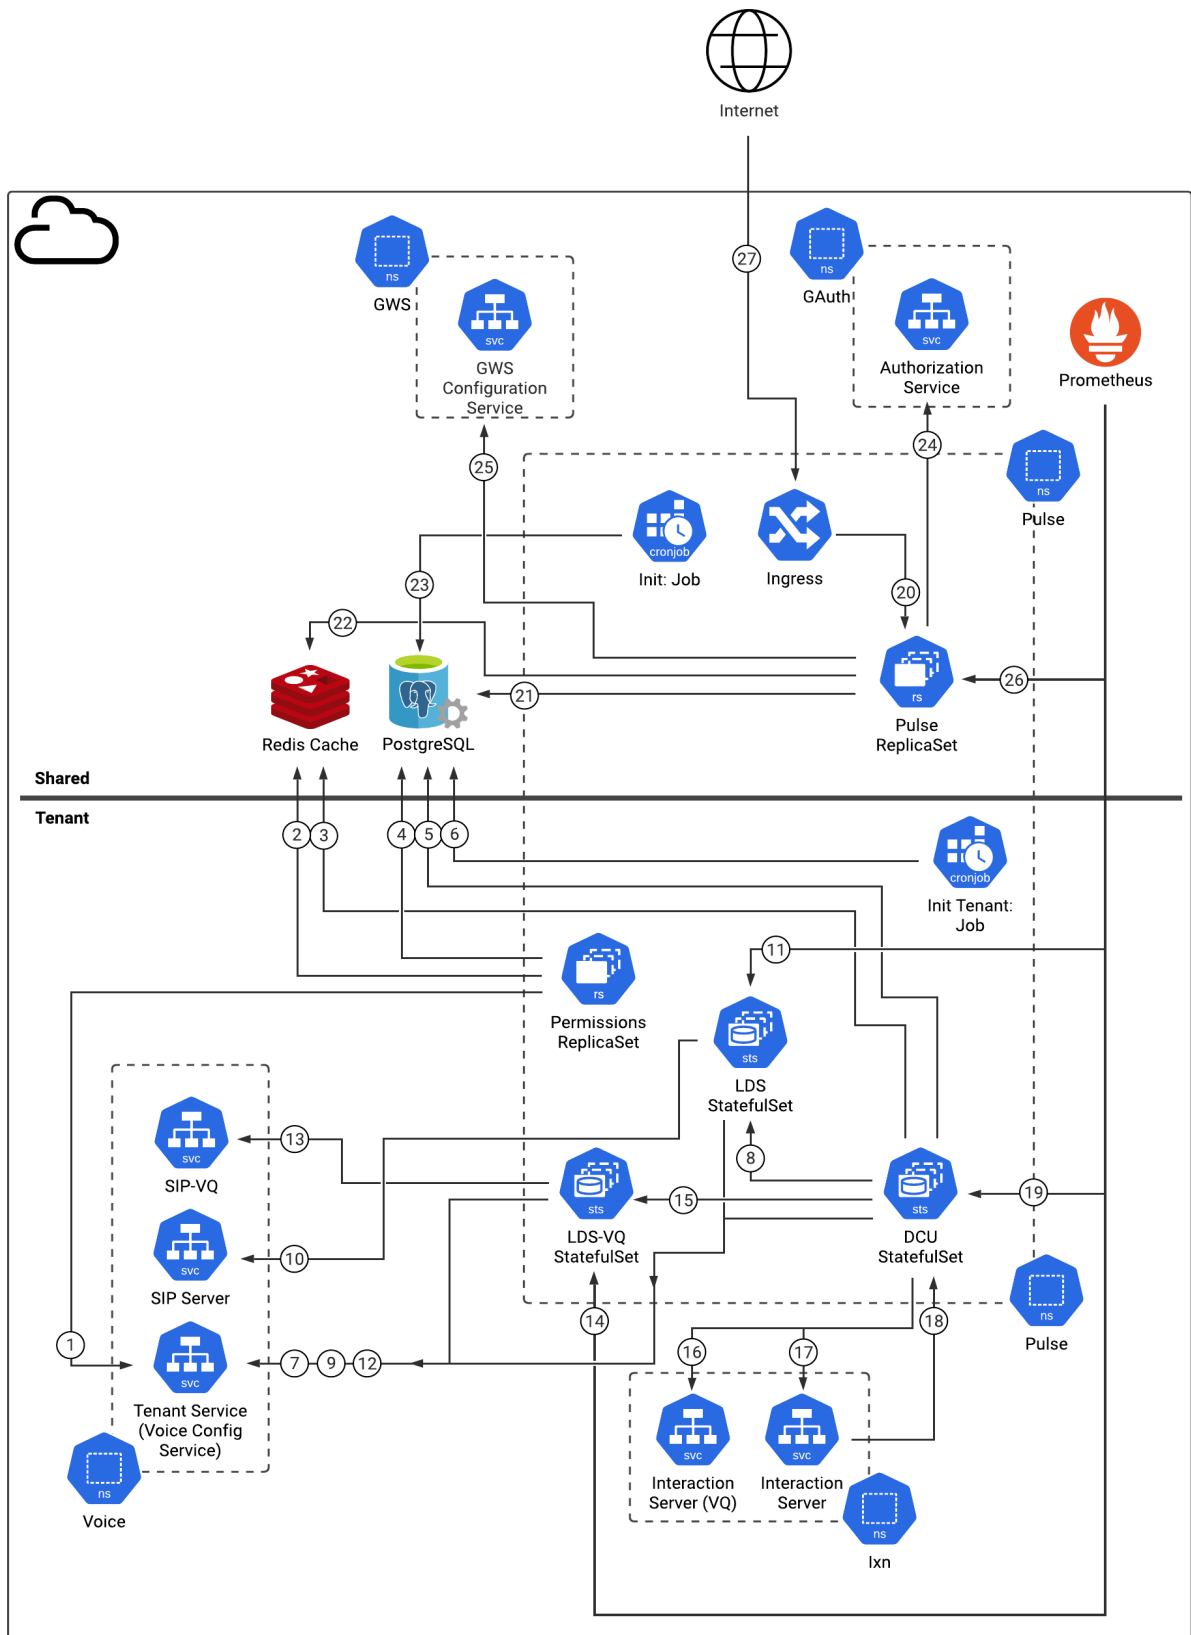 Internet
27
ns
GWS
svc
GWS
Configuration
Service
ns
GAuth
svc
Authorization
Service
Prometheus
24
25
ns
Pulse
cronjob
Init: Job
Ingress
23
20
22
21
26
rs
Pulse
ReplicaSet
Redis Cache
PostgreSQL
Shared
Tenant
2
3
4
5
6
cronjob
Init Tenant:
Job
11
rs
Permissions
ReplicaSet
sts
LDS
StatefulSet
svc
SIP-VQ
13
8
sts
LDS-VQ
StatefulSet
15
sts
DCU
StatefulSet
19
svc
SIP Server
10
ns
Pulse
14
18
1
svc
Tenant Service
(Voice Config
Service)
7
9
12
16
17
ns
Voice
svc
Interaction
Server (VQ)
svc
Interaction
Server
ns
Ixn